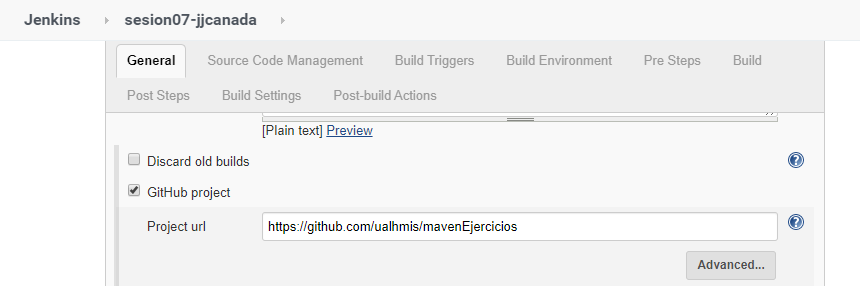 Jenkins sesion07-jjcanada
General Source Code Management Build Triggers Build Environment Pre Steps Build
Post Steps Build Settings Post-build Actions
[Plain text] Preview
Discard old builds ?
GitHub project
Project url https://github.com/ualhmis/mavenEjercicios ?
Advanced...